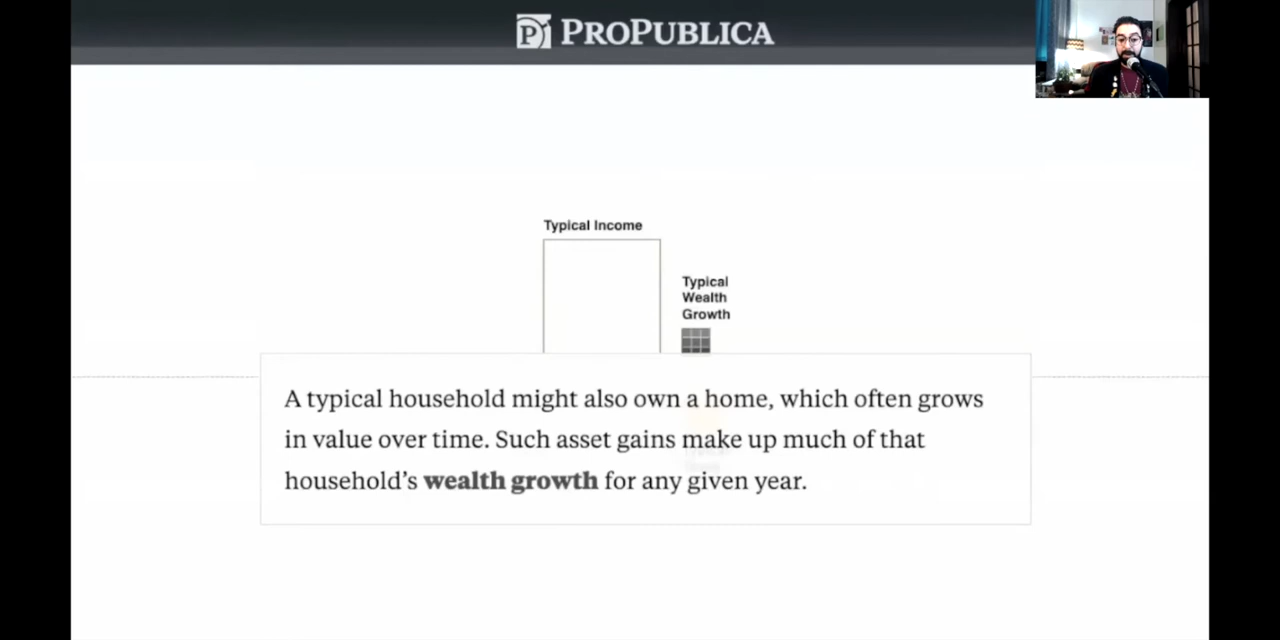 PROPUBLICA
Typical Income
Typical
Wealth
Growth
A typical household might also own a home, which often grows
in value over time. Such asset gains make up much of that
household’s wealth growth for any given year.